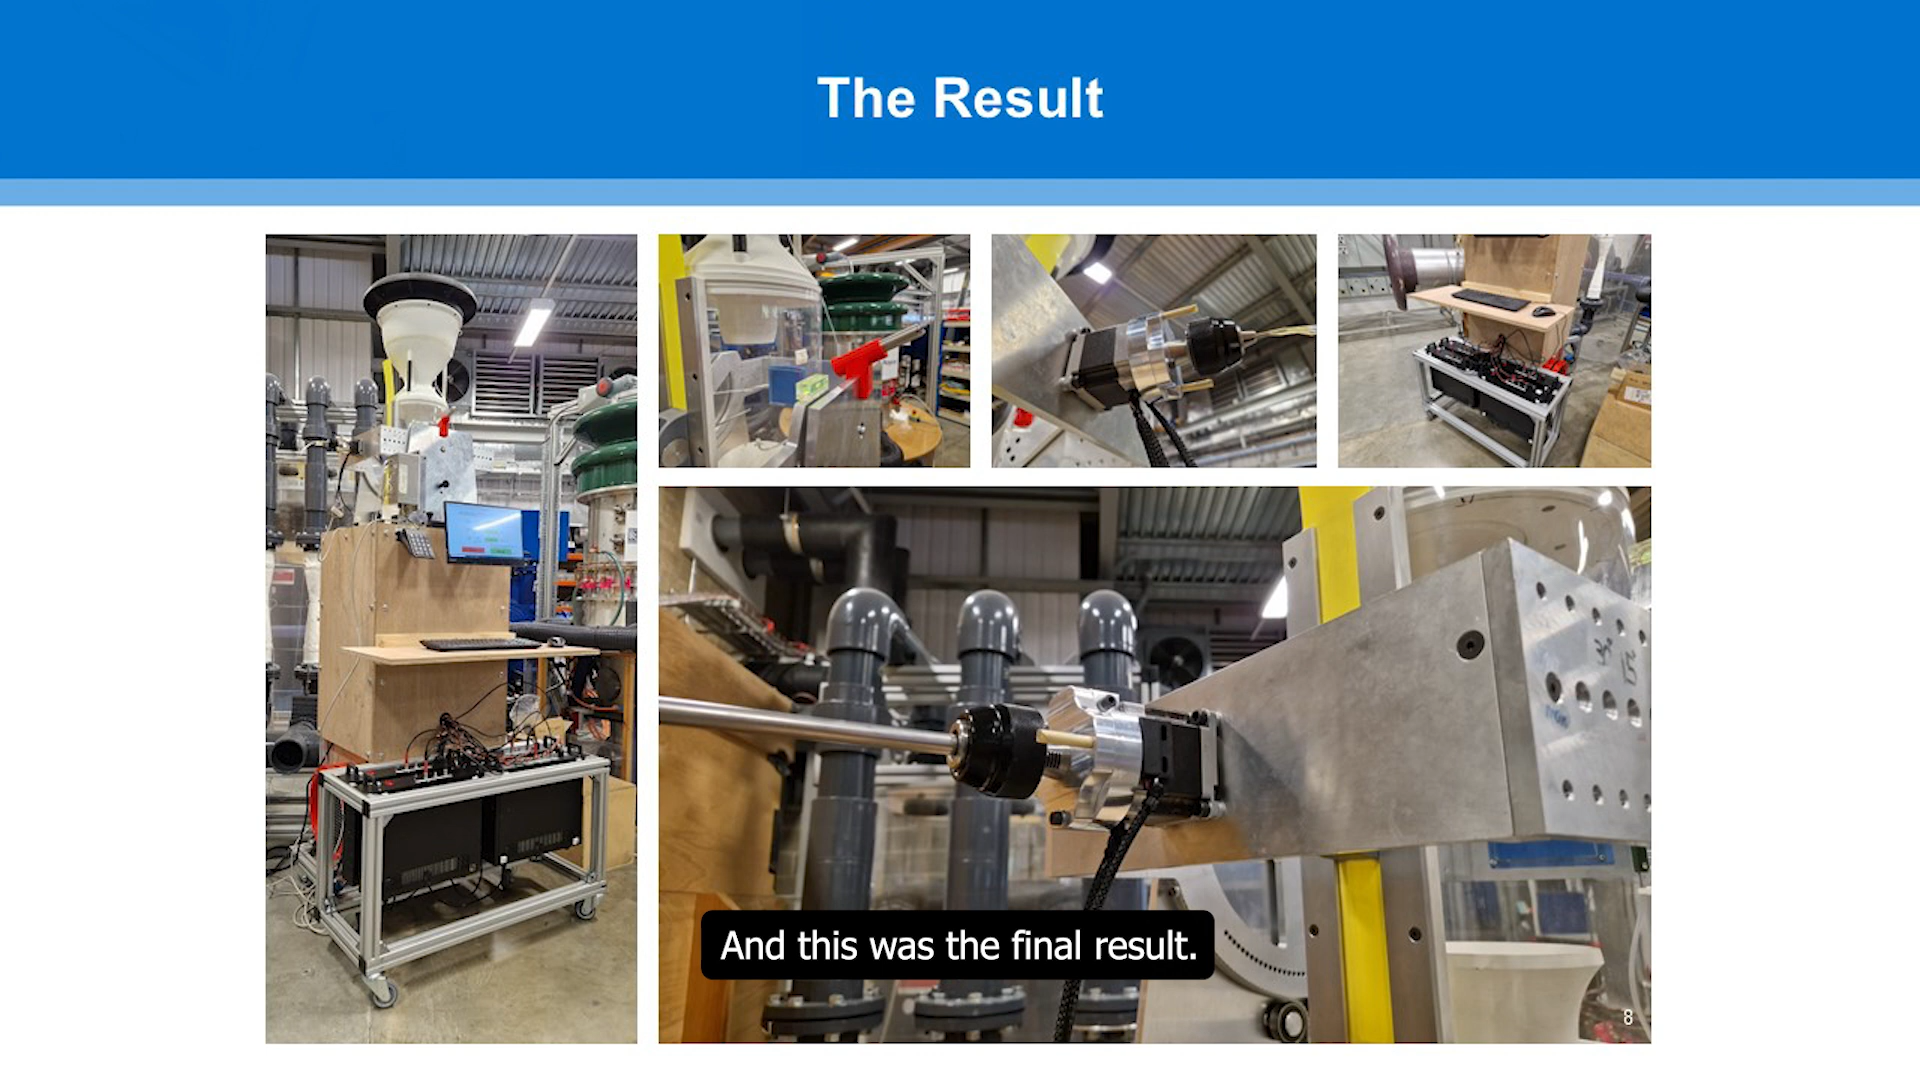 The Result
And this was the final result.
8